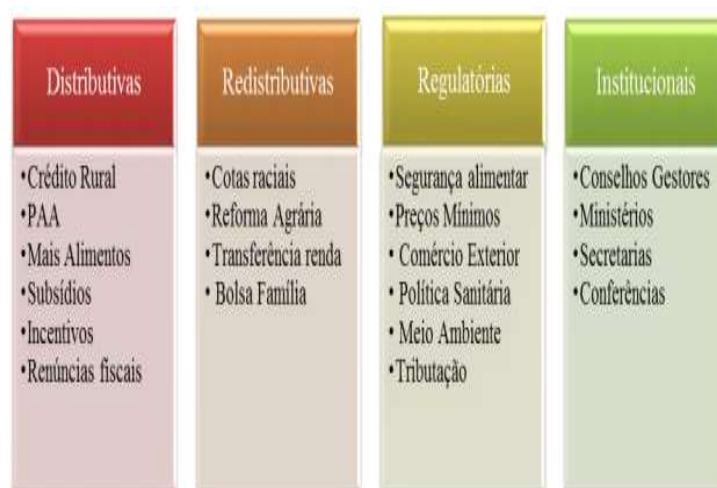 Distributivas
•Crédito Rural
•PAA
•Mais Alimentos
•Subsídios
•Incentivos
•Renúncias fiscais
Redistributivas
•Cotas raciais
•Reforma Agrária
•Transferência renda
• Bolsa Família
Regulatórias
•Segurança alimentar
•Preços Mínimos
• Comércio Exterior
• Política Sanitária
• Meio Ambiente
•Tributação
Institucionais
•Conselhos Gestores
•Ministérios
•Secretarias
•Conferências